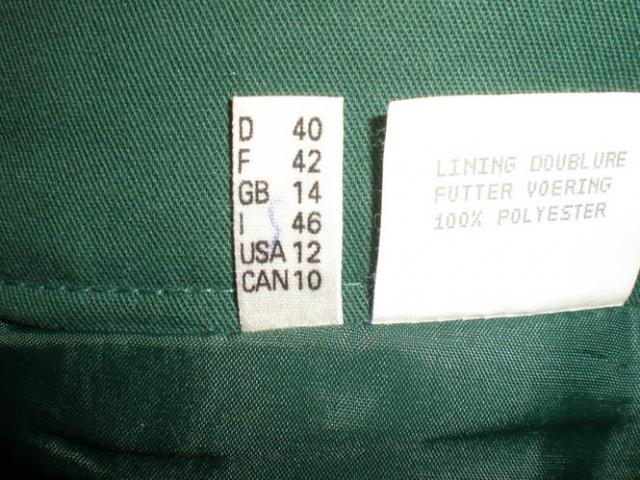 D 40
F 42
GB 14
I 46
USA 12
CAN 10
LINING DOUBLURE
FUTTER VOERING
100% POLYESTER